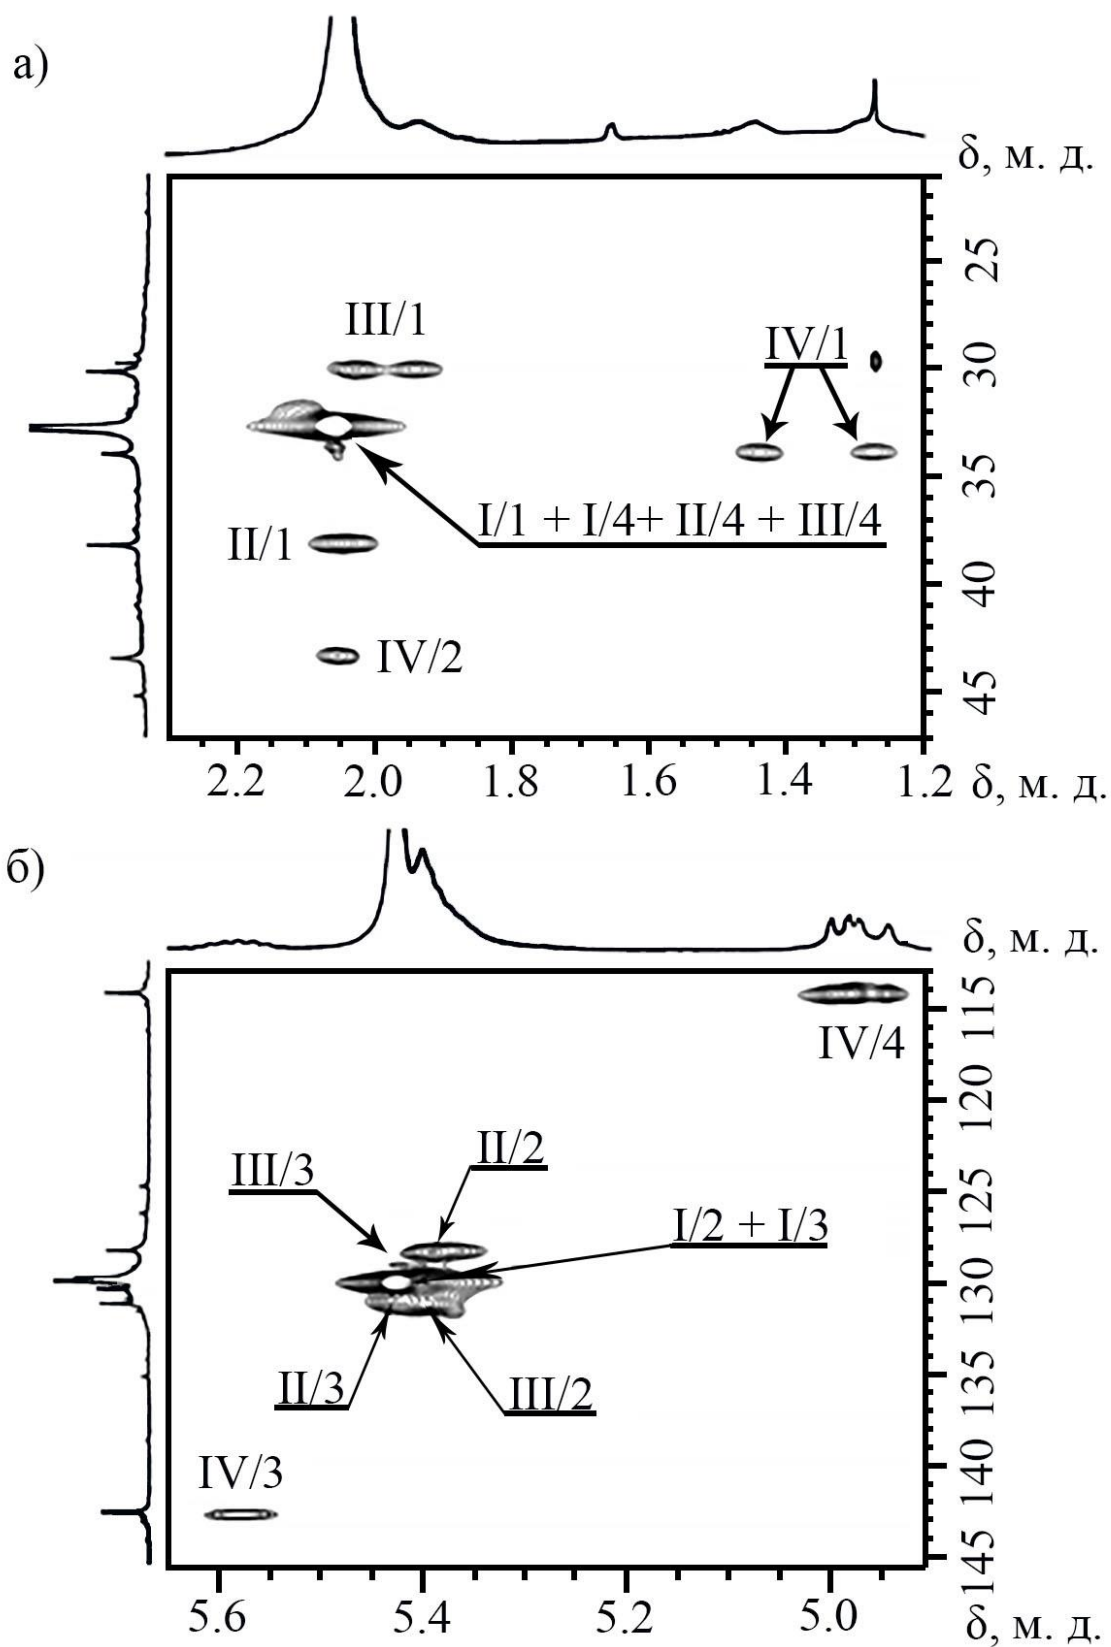 а)
δ, м. д.
25
30
35
40
45
III/1
IV/1
I/1 + I/4+ II/4 + III/4
II/1
IV/2
2.2 2.0 1.8 1.6 1.4 1.2 δ, м. д.
б)
δ, м. д.
115
120
125
130
135
140
145
IV/4
II/2
III/3
I/2 + I/3
II/3
III/2
IV/3
5.6 5.4 5.2 5.0 δ, м. д.